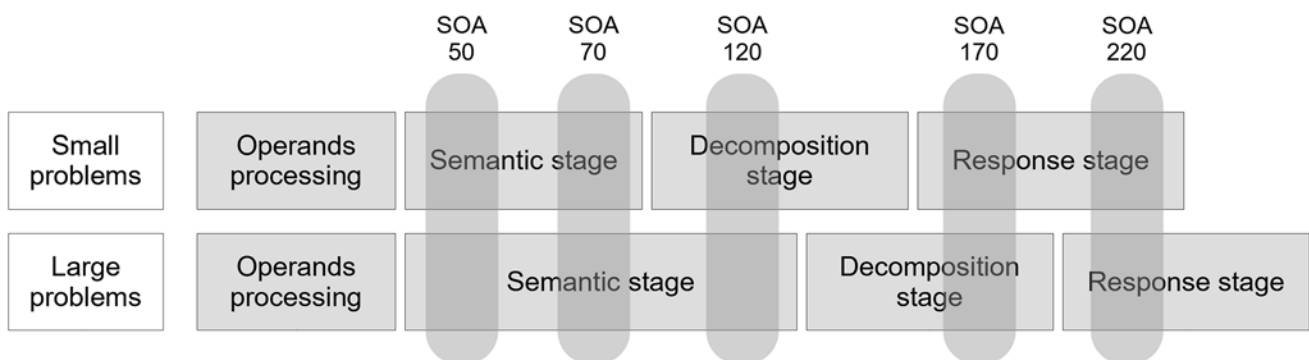 SOA
50
SOA
70
SOA
120
SOA
170
SOA
220
Small
problems
Operands
processing
Semantic stage
Decomposition
stage
Response stage
Large
problems
Operands
processing
Semantic stage
Decomposition
stage
Response stage